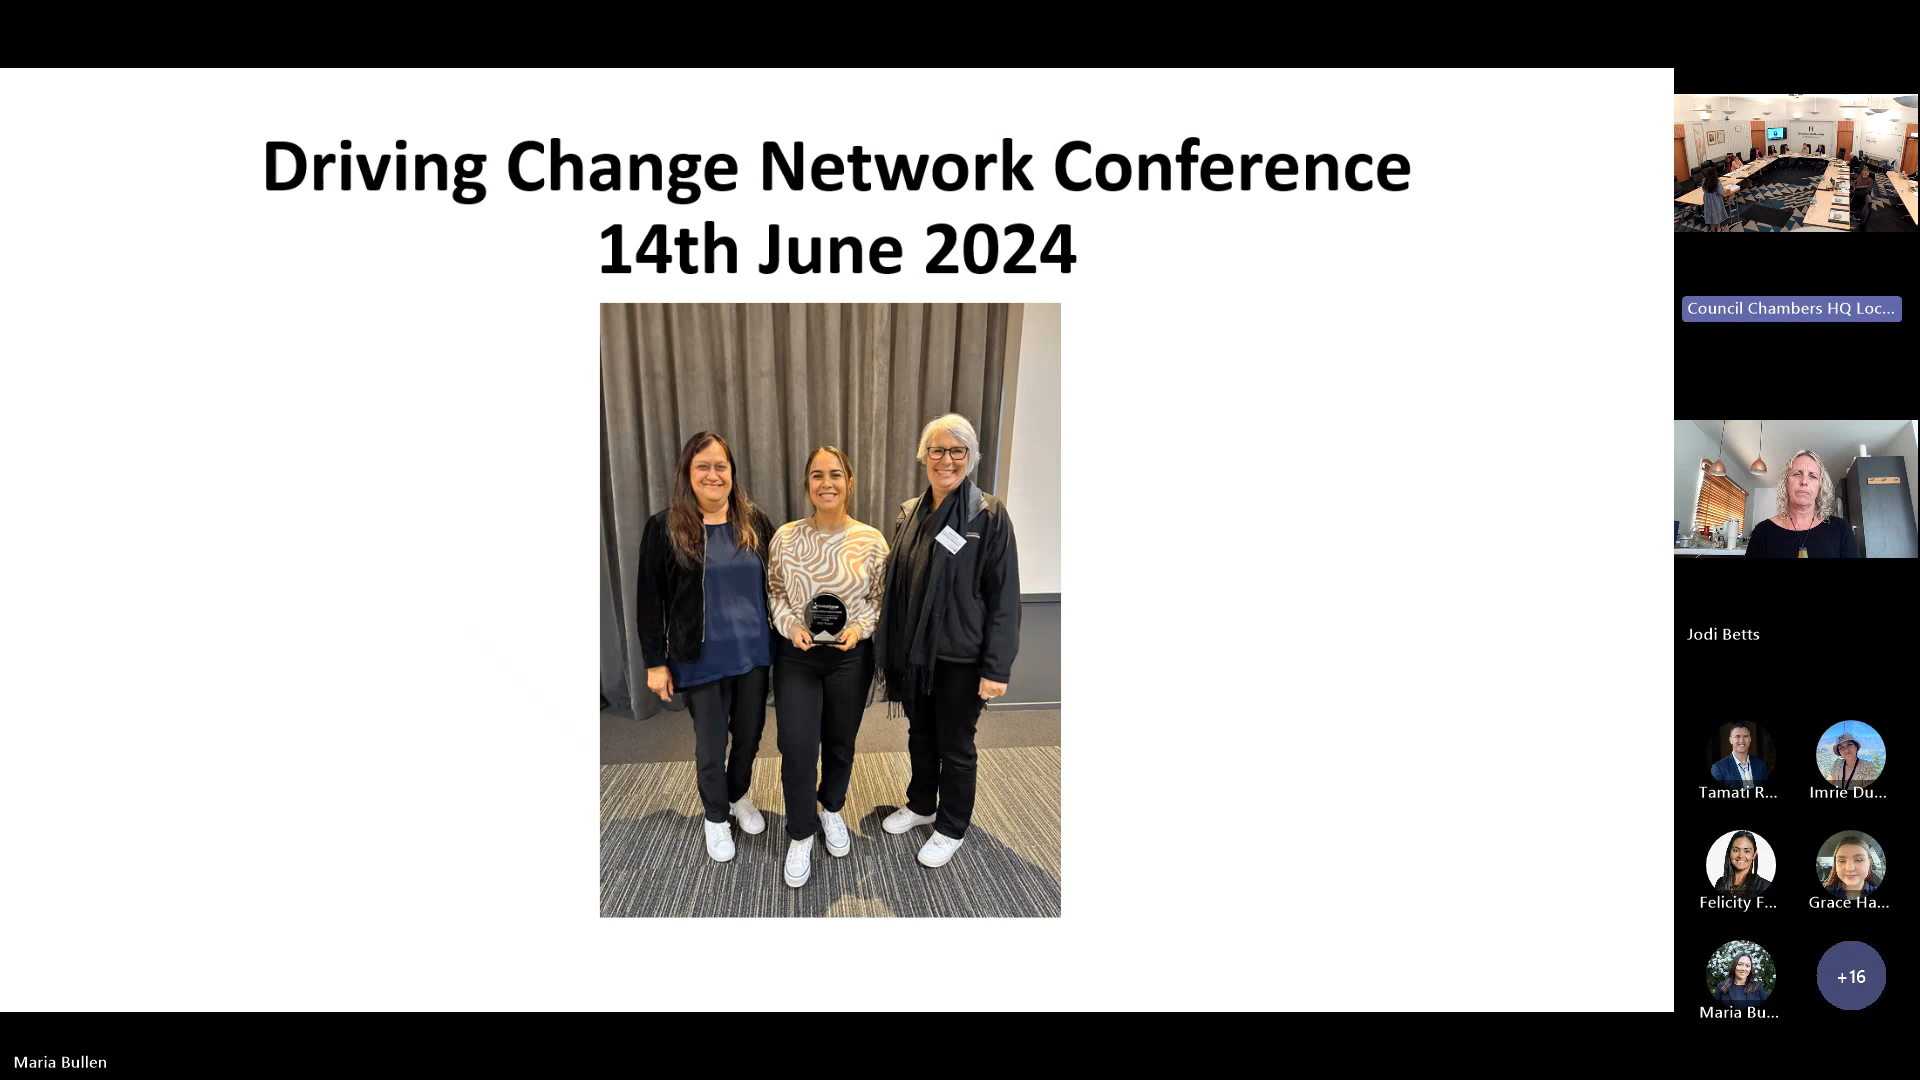 Driving Change Network Conference
14th June 2024
Council Chambers HQ Loc...
Jodi Betts
Tamati R...
Imrie Du...
Felicity F...
Grace Ha...
Maria Bu...
+16
Maria Bullen